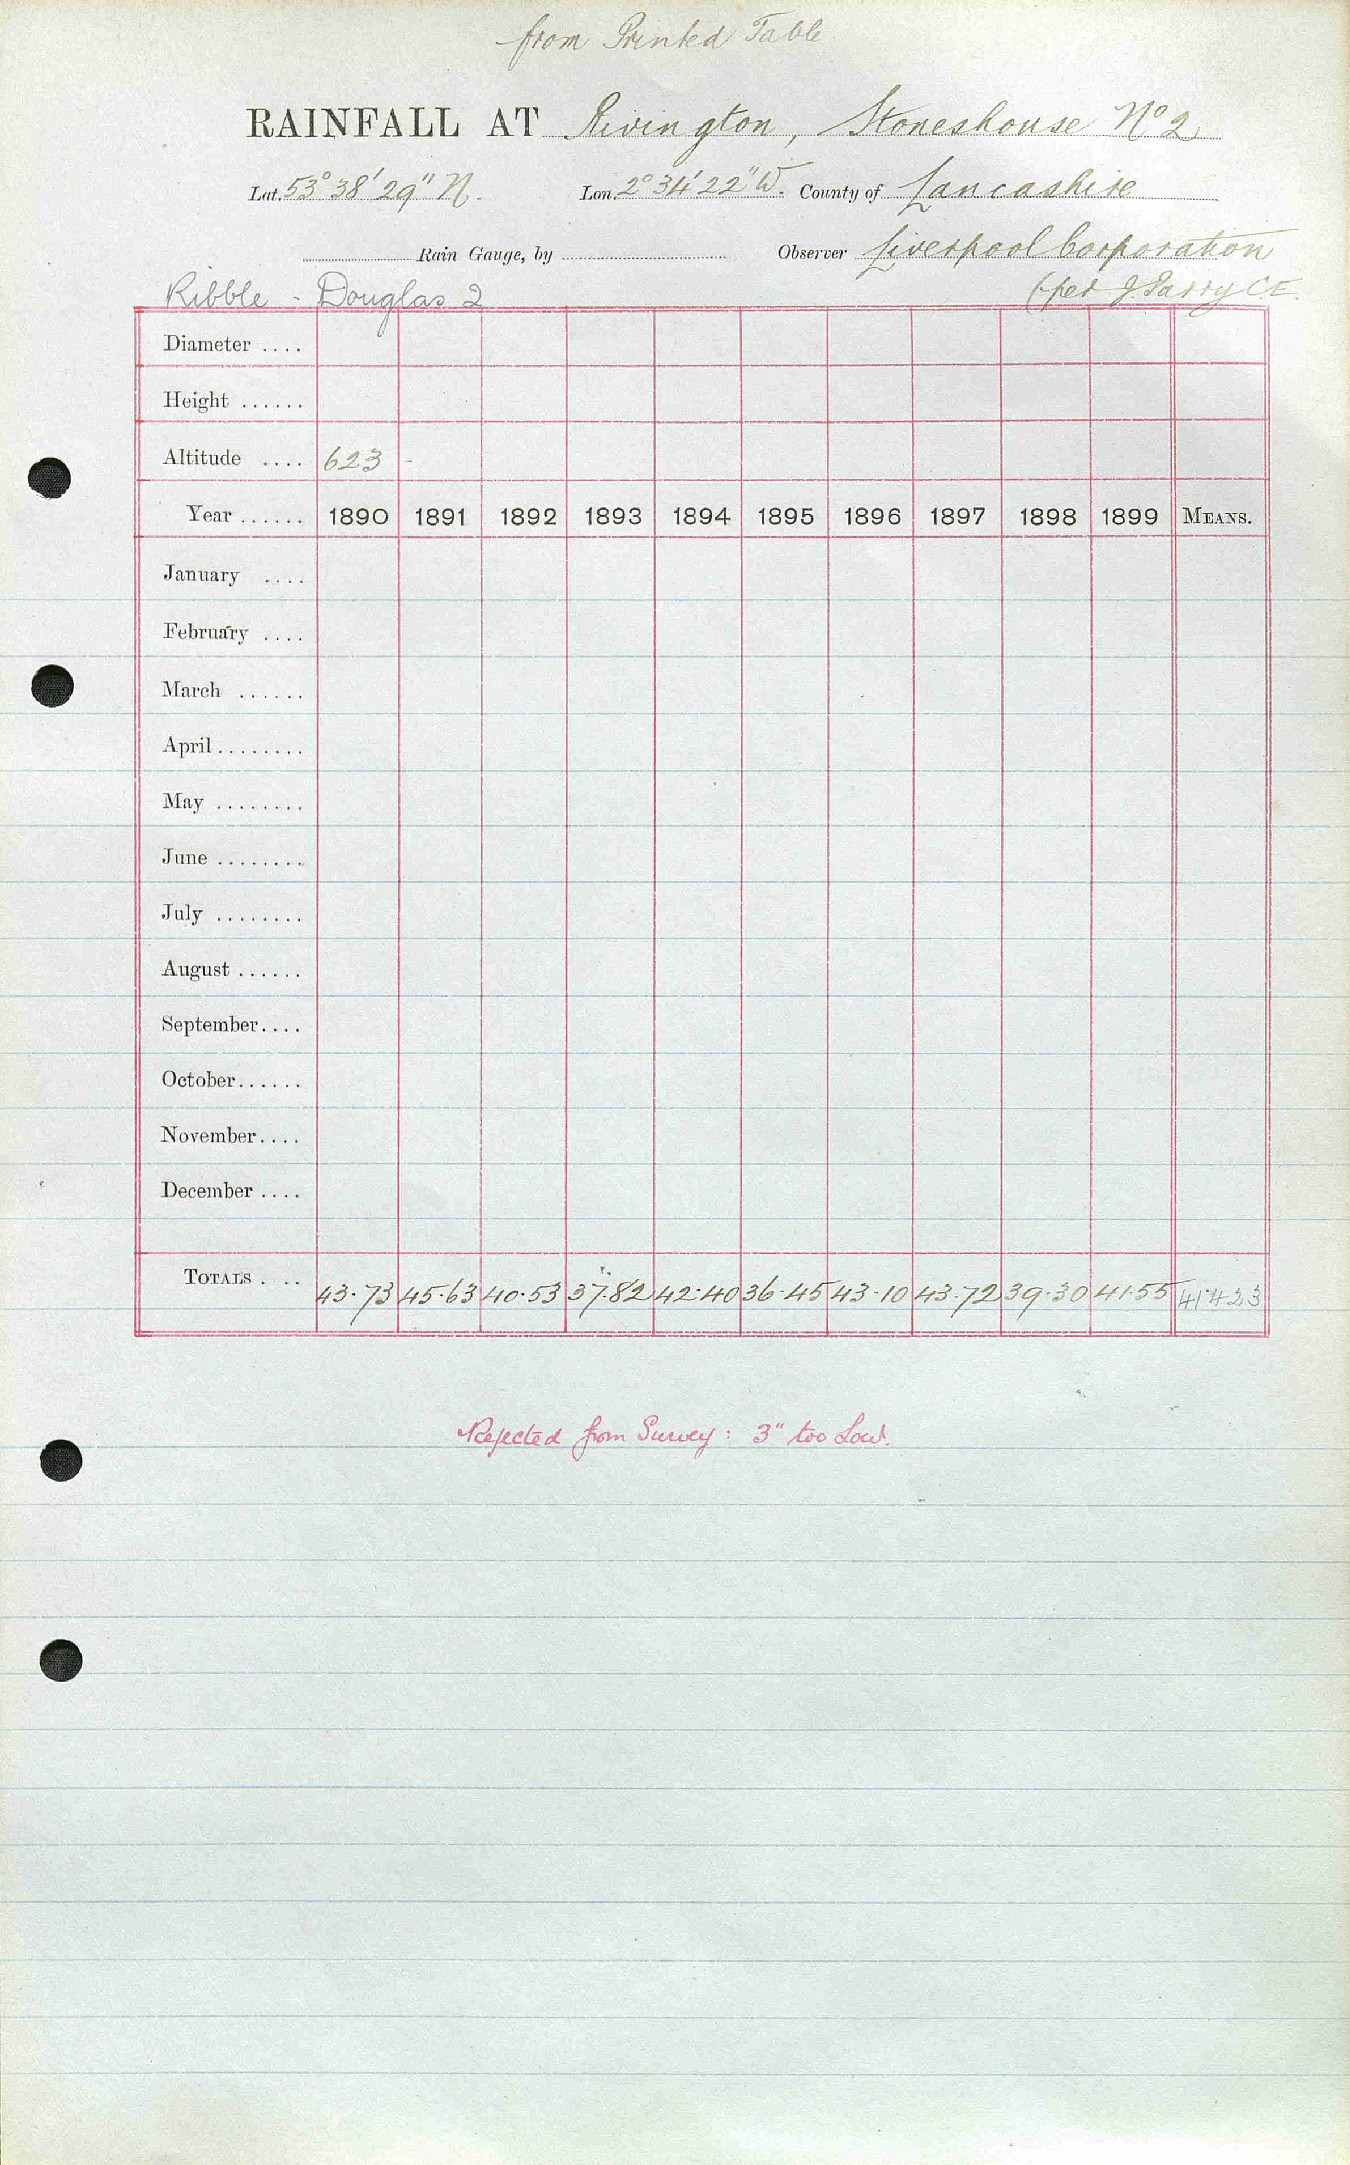 from Printed Table
RAINFALL AT Rivington, Stoneshouse No 2,
Lat. 53° 38' 29" N. Lon. 2° 34' 22" W. County of Lancashire
Rain Gauge, by Observer Liverpool Corporation
Ribble - Douglas 2 (per J Parry C.E.
Diameter ....
Height ......
Altitude .... 623 -
Year ...... 1890 1891 1892 1893 1894 1895 1896 1897 1898 1899 MEANS.
January ....
February ....
March ......
April ........
May ........
June ........
July ........
August ......
September ....
October ......
November ....
December ....
TOTALS .... 43.73 45.63 40.53 37.82 42.40 36.45 43.10 43.72 39.30 41.55 41.423
Rejected from Survey: 3" too Low.